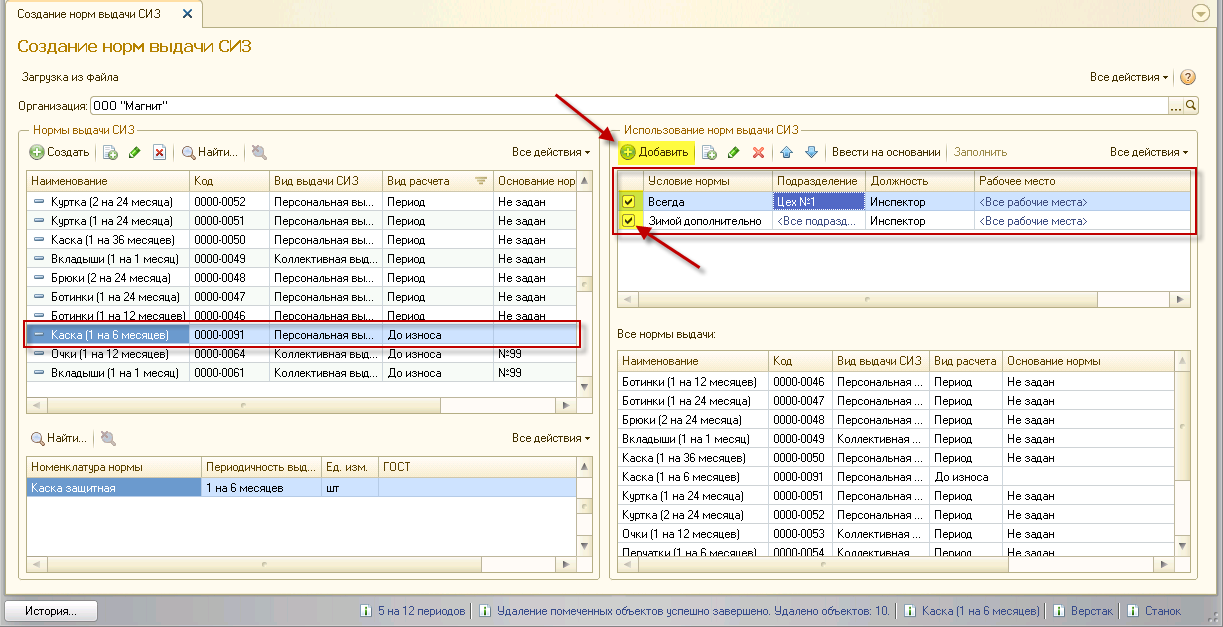 Создание норм выдачи СИЗ
Создание норм выдачи СИЗ
Загрузка из файла Все действия
Организация: ООО "Магнит" ...
Нормы выдачи СИЗ
Создать Найти... Все действия
Наименование Код Вид выдачи СИЗ Вид расчета Основание нор
Куртка (2 на 24 месяца) 0000-0052 Персональная вы... Период Не задан
Куртка (1 на 24 месяца) 0000-0051 Персональная вы... Период Не задан
Каска (1 на 36 месяцев) 0000-0050 Персональная вы... Период Не задан
Вкладыши (1 на 1 месяц) 0000-0049 Коллективная выд... Период Не задан
Брюки (2 на 24 месяца) 0000-0048 Персональная вы... Период Не задан
Ботинки (1 на 24 месяца) 0000-0047 Персональная вы... Период Не задан
Ботинки (1 на 12 месяцев) 0000-0046 Персональная вы... Период Не задан
Каска (1 на 6 месяцев) 0000-0091 Персональная вы... До износа
Очки (1 на 12 месяцев) 0000-0064 Коллективная выд... До износа №99
Вкладыши (1 на 1 месяц) 0000-0061 Коллективная выд... До износа №99
Найти... Все действия
Номенклатура нормы Периодичность выд... Ед. изм. ГОСТ
Каска защитная 1 на 6 месяцев шт
Использование норм выдачи СИЗ
Добавить Ввести на основании Заполнить Все действия
Условие нормы Подразделение Должность Рабочее место
Всегда Цех №1 Инспектор <Все рабочие места>
Зимой дополнительно <Все подразд... Инспектор <Все рабочие места>
Все нормы выдачи:
Наименование Код Вид выдачи СИЗ Вид расчета Основание нормы
Ботинки (1 на 12 месяцев) 0000-0046 Персональная ... Период Не задан
Ботинки (1 на 24 месяца) 0000-0047 Персональная ... Период Не задан
Брюки (2 на 24 месяца) 0000-0048 Персональная ... Период Не задан
Вкладыши (1 на 1 месяц) 0000-0049 Коллективная ... Период Не задан
Каска (1 на 36 месяцев) 0000-0050 Персональная ... Период Не задан
Каска (1 на 6 месяцев) 0000-0091 Персональная ... До износа
Куртка (1 на 24 месяца) 0000-0051 Персональная ... Период Не задан
Куртка (2 на 24 месяца) 0000-0052 Персональная ... Период Не задан
Очки (1 на 12 месяцев) 0000-0053 Коллективная ... Период Не задан
Перчатки (1 на 6 месяцев) 0000-0054 Коллективная Период Не задан
История... 5 на 12 периодов Удаление помеченных объектов успешно завершено. Удалено объектов: 10. Каска (1 на 6 месяцев) Верстак Станок